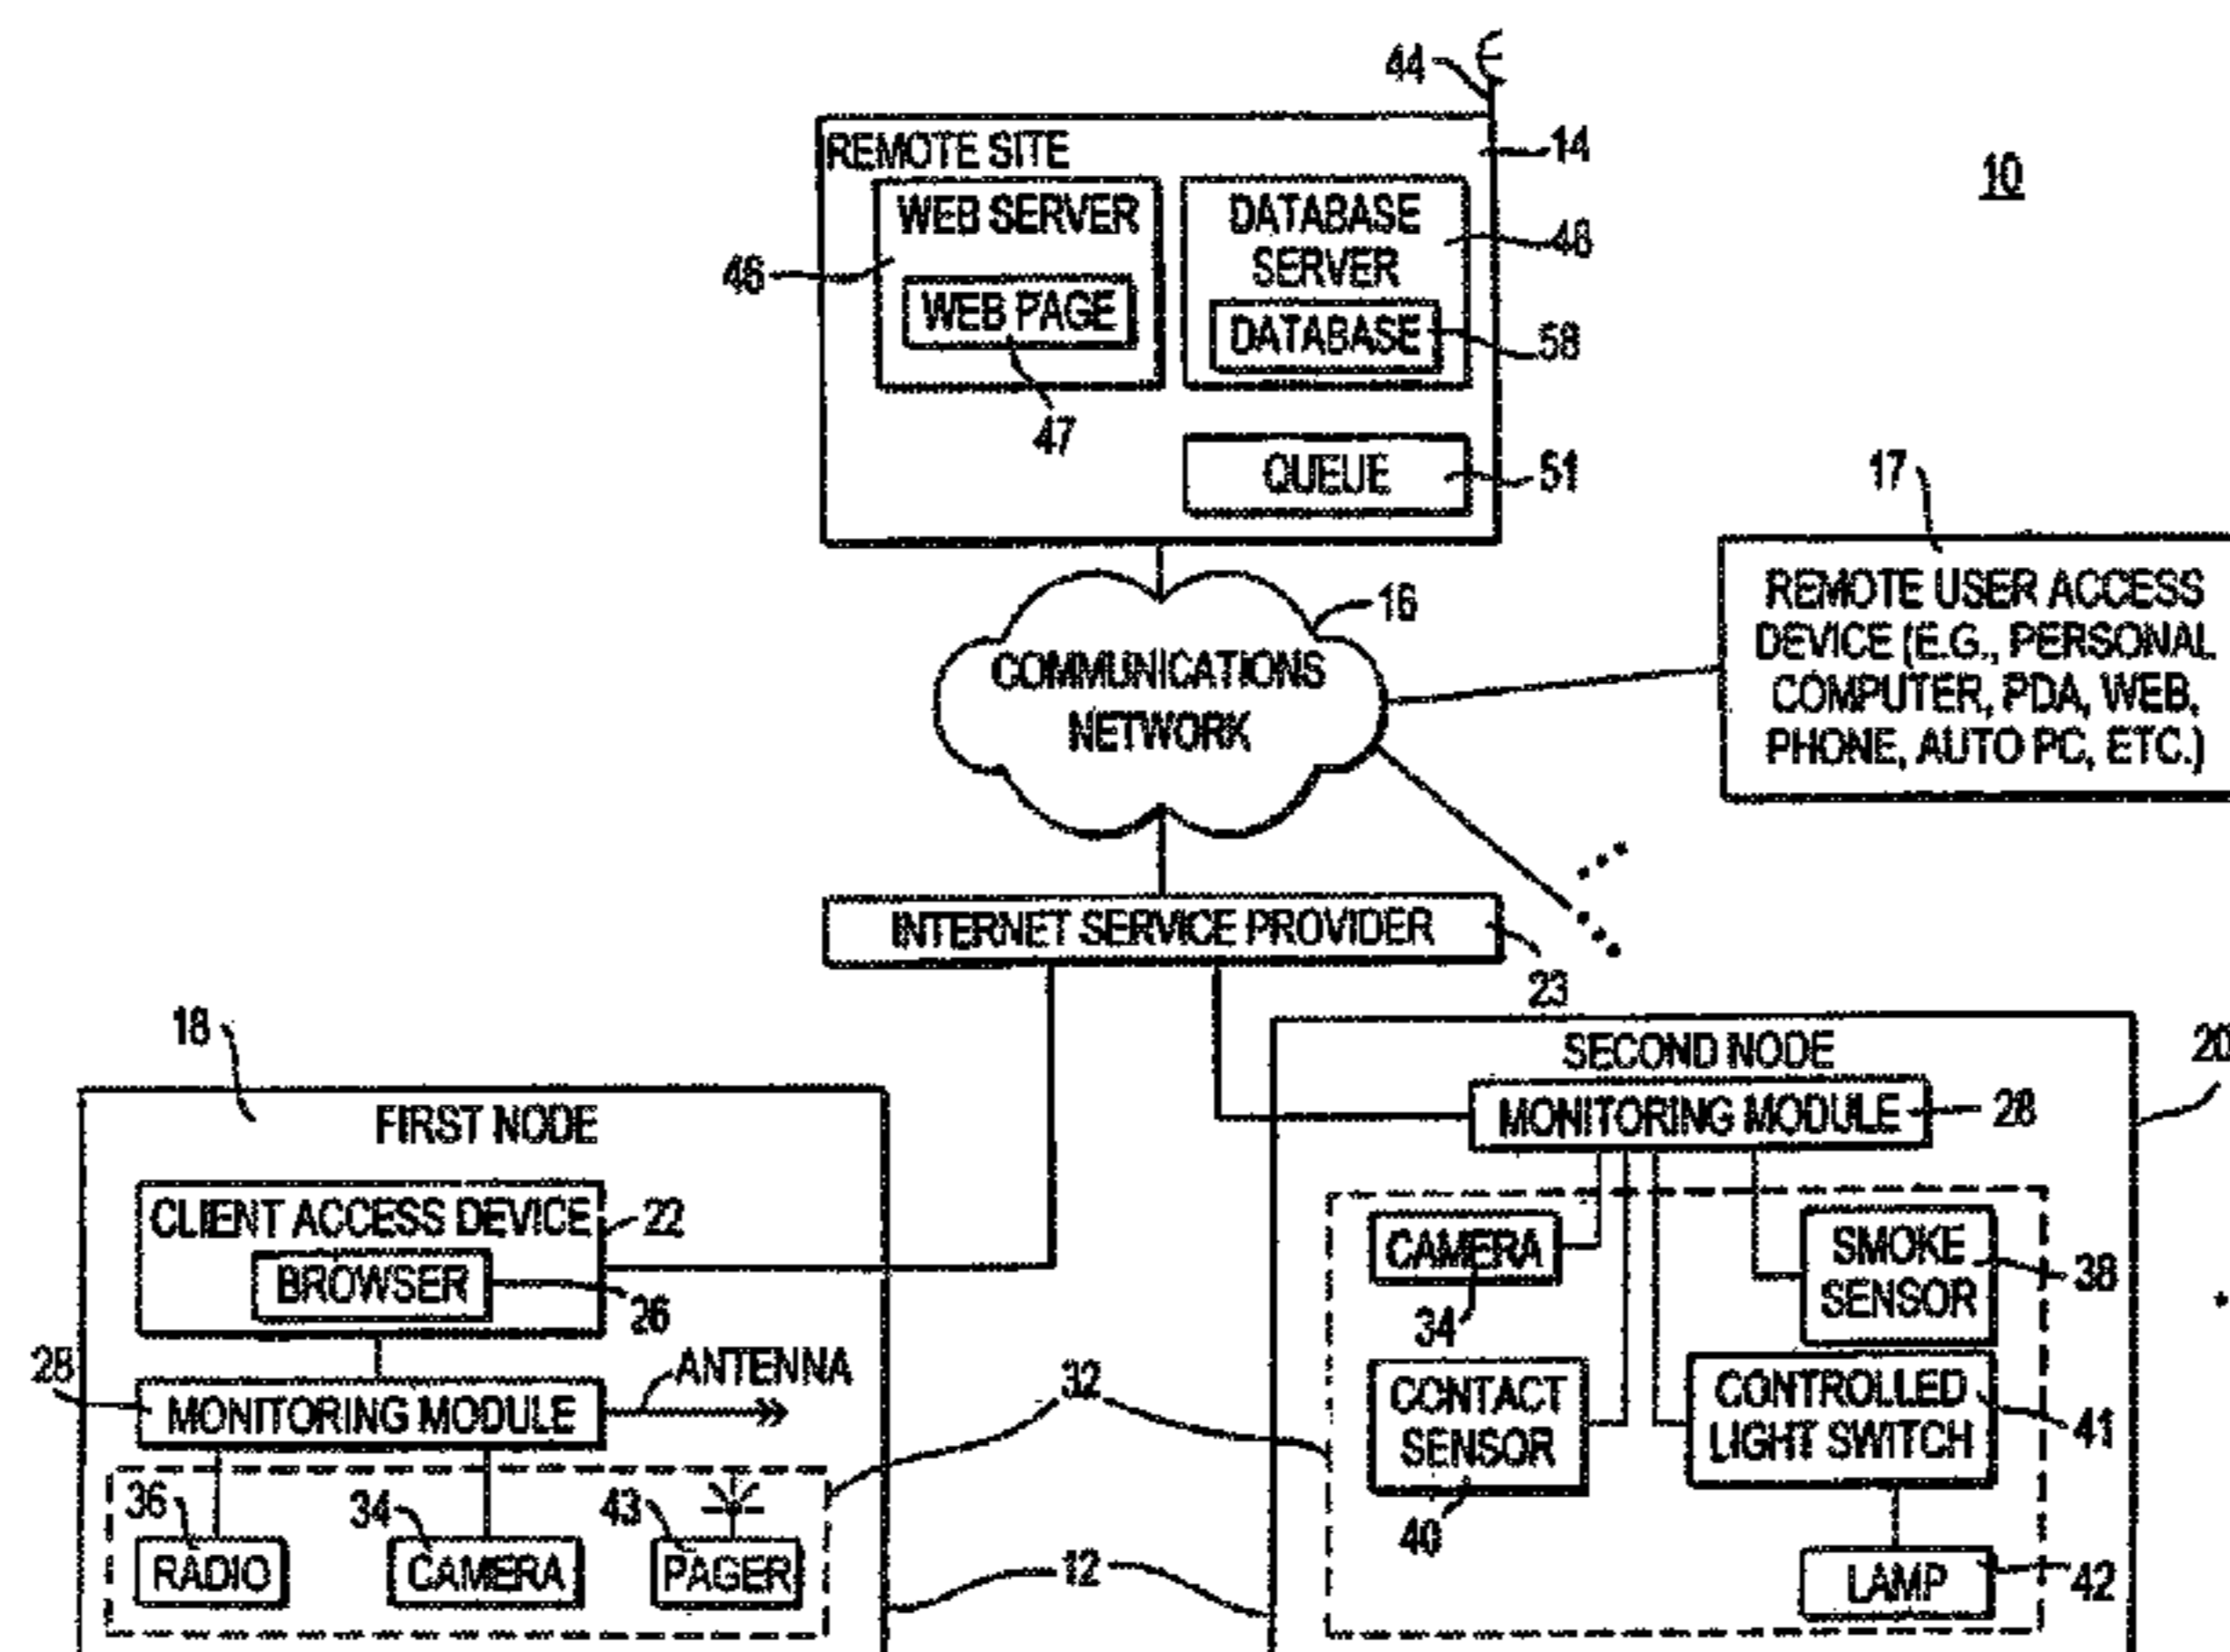 44
REMOTE SITE
14
10
WEB SERVER
DATABASE
SERVER
48
46
WEB PAGE
DATABASE
58
47
QUEUE
51
17
REMOTE USER ACCESS
DEVICE (E.G., PERSONAL
COMPUTER, PDA, WEB,
PHONE, AUTO PC, ETC.)
16
COMMUNICATIONS
NETWORK
INTERNET SERVICE PROVIDER
23
18
FIRST NODE
SECOND NODE
20
MONITORING MODULE
28
CLIENT ACCESS DEVICE
22
BROWSER
26
CAMERA
34
SMOKE
SENSOR
38
28
MONITORING MODULE
ANTENNA
32
CONTACT
SENSOR
40
CONTROLLED
LIGHT SWITCH
41
36
34
43
RADIO
CAMERA
PAGER
12
LAMP
42